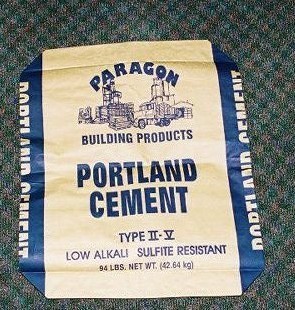 PARAGON
BUILDING PRODUCTS
PORTLAND
CEMENT
TYPE II-V
LOW ALKALI SULFITE RESISTANT
94 LBS. NET WT. (42.64 kg)
PORTLAND CEMENT
PORTLAND CEMENT